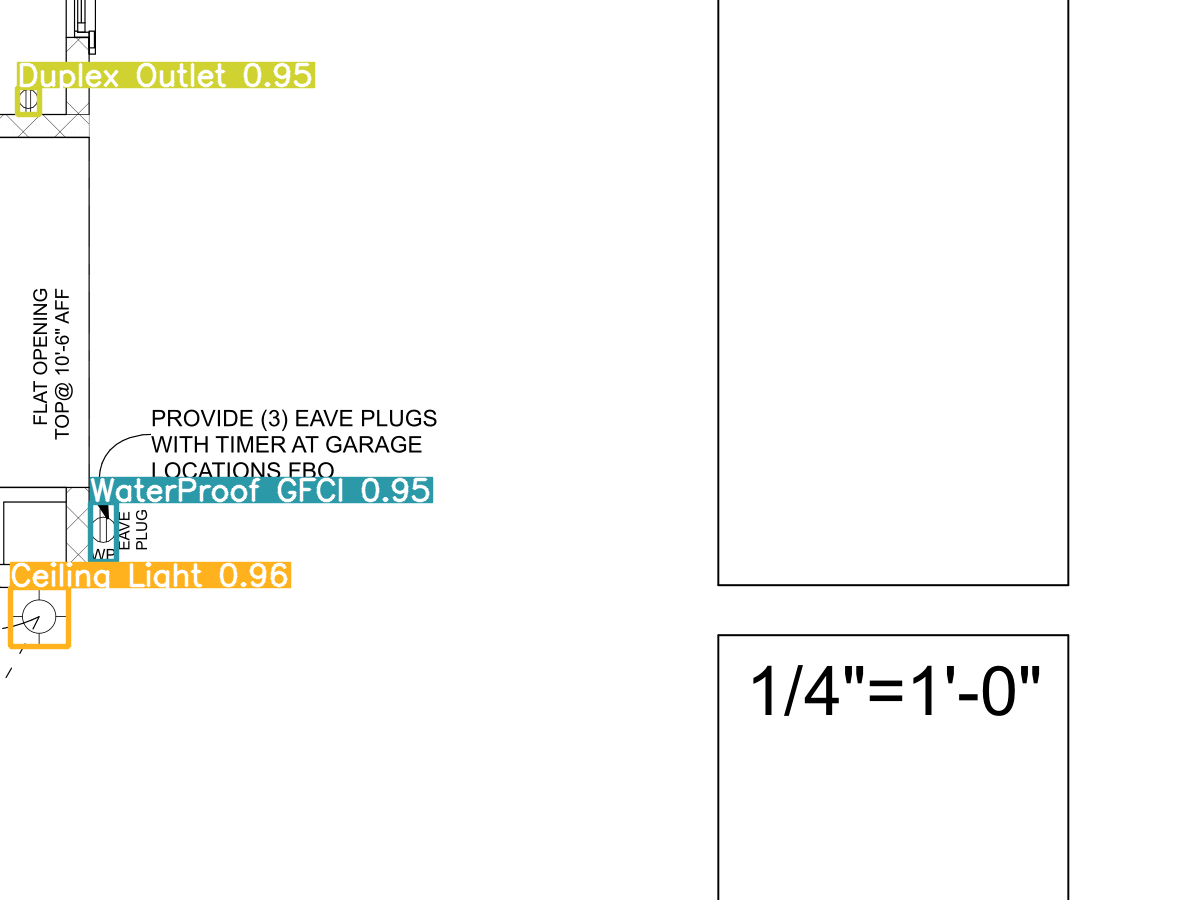 Duplex Outlet 0.95
FLAT OPENING
TOP@ 10'-6" AFF
PROVIDE (3) EAVE PLUGS
WITH TIMER AT GARAGE
LOCATIONS FBO
WaterProof GFCI 0.95
EAVE
PLUG
WP
Ceiling Light 0.96
1/4"=1'-0"